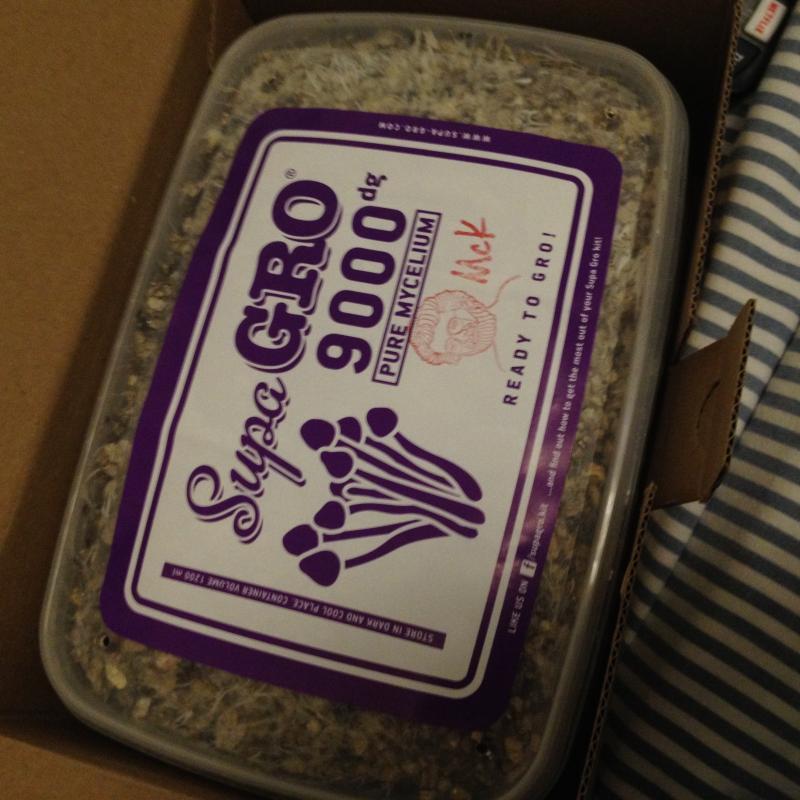 www.supa-gro.com
Supa GRO®
9000dg
PURE MYCELIUM
McK
READY TO GRO!
STORE IN DARK AND COOL PLACE. CONTAINER VOLUME 1200 ml
LIKE US ON f /supagro.kit ...and find out how to get the most out of your Supa Gro kit!
NETFLIX